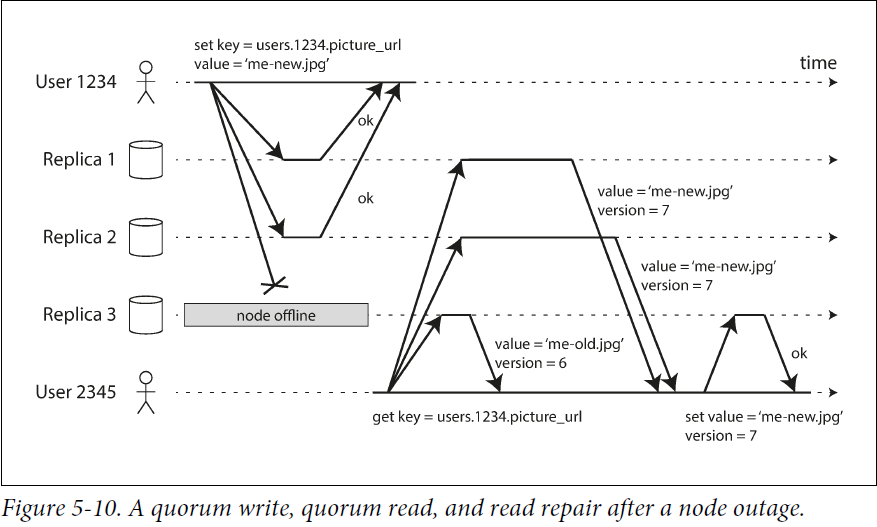 set key = users.1234.picture_url
value = ‘me-new.jpg’
time
User 1234
ok
Replica 1
value = ‘me-new.jpg’
version = 7
ok
Replica 2
value = ‘me-new.jpg’
version = 7
Replica 3
node offline
value = ‘me-old.jpg’
version = 6
ok
User 2345
get key = users.1234.picture_url
set value = ‘me-new.jpg’
version = 7
Figure 5-10. A quorum write, quorum read, and read repair after a node outage.